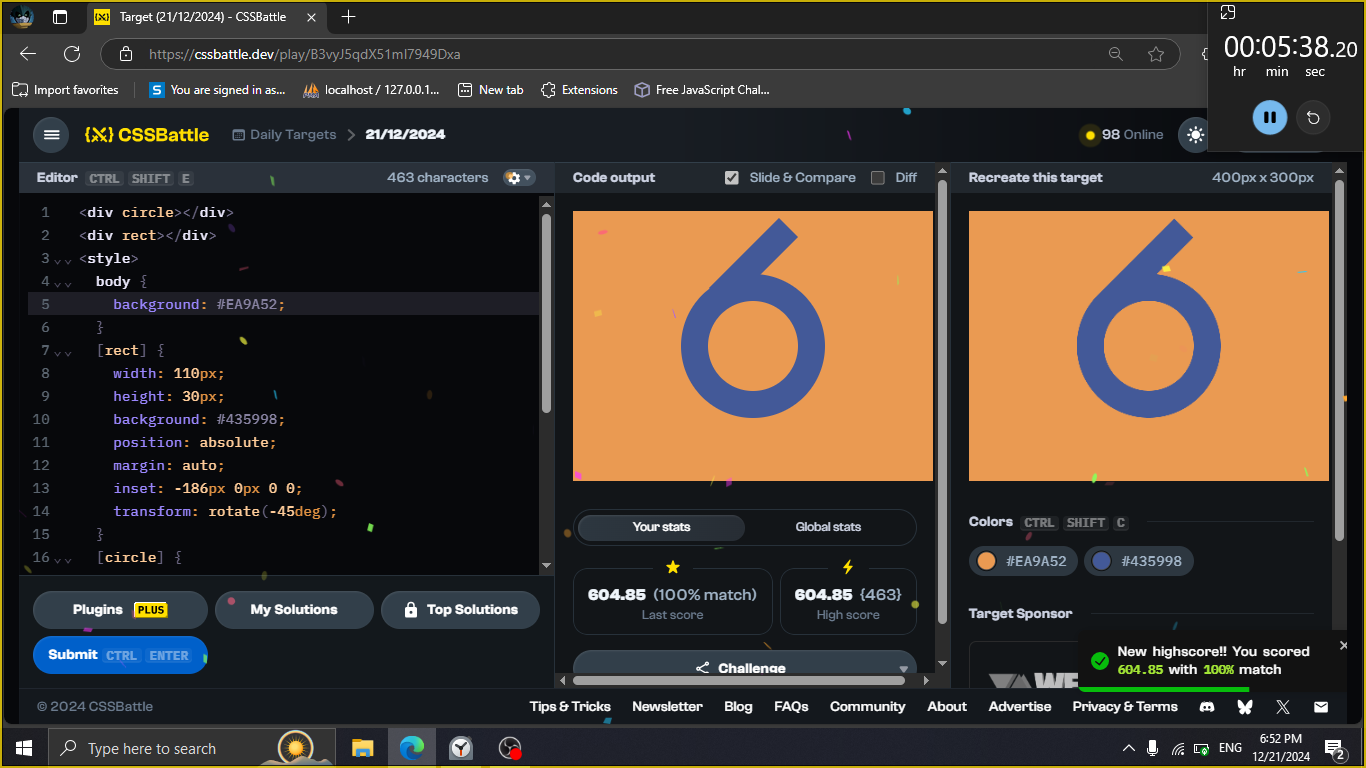 Target (21/12/2024) - CSSBattle
https://cssbattle.dev/play/B3vyJ5qdX51ml7949Dxa
00:05:38.20
hr min sec
Import favorites
You are signed in as...
localhost / 127.0.0.1...
New tab
Extensions
Free JavaScript Chal...
CSSBattle
Daily Targets
21/12/2024
98 Online
Editor CTRL SHIFT E
463 characters
Code output
Slide & Compare
Diff
Recreate this target
400px x 300px
1 <div circle></div>
2 <div rect></div>
3 <style>
4 body {
5 background: #EA9A52;
6 }
7 [rect] {
8 width: 110px;
9 height: 30px;
10 background: #435998;
11 position: absolute;
12 margin: auto;
13 inset: -186px 0px 0 0;
14 transform: rotate(-45deg);
15 }
16 [circle] {
Your stats
Global stats
604.85 (100% match)
Last score
604.85 {463}
High score
Challenge
Colors CTRL SHIFT C
#EA9A52
#435998
Target Sponsor
Plugins PLUS
My Solutions
Top Solutions
Submit CTRL ENTER
New highscore!! You scored
604.85 with 100% match
© 2024 CSSBattle
Tips & Tricks
Newsletter
Blog
FAQs
Community
About
Advertise
Privacy & Terms
Type here to search
ENG
6:52 PM
12/21/2024
2